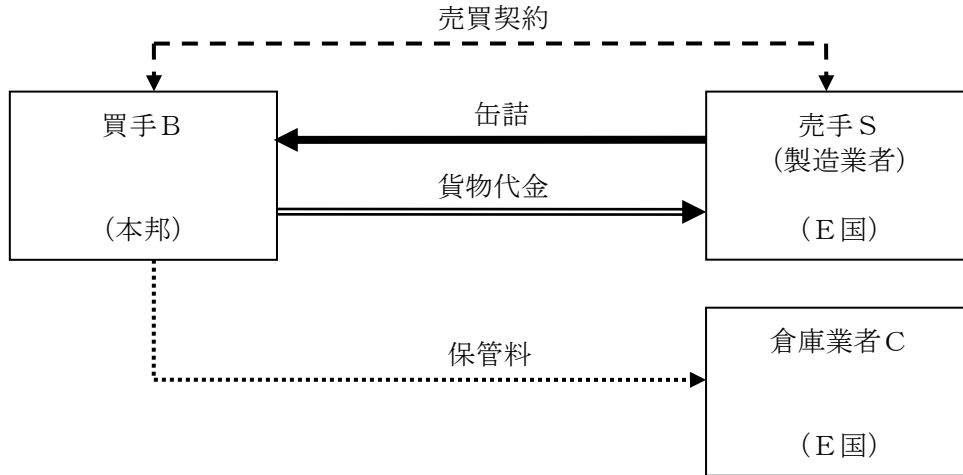 売買契約
買手Ｂ
（本邦）
缶詰
貨物代金
売手Ｓ
（製造業者）
（Ｅ国）
保管料
倉庫業者Ｃ
（Ｅ国）